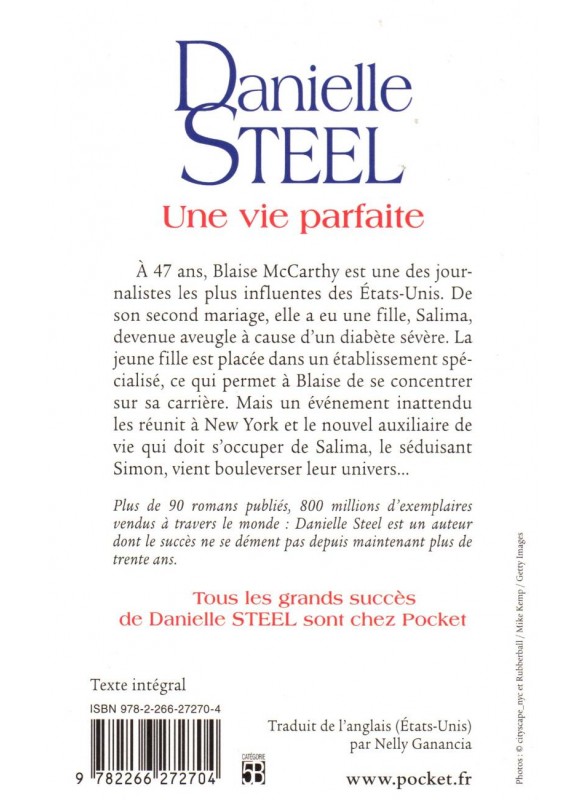 Danielle
STEEL
Une vie parfaite
À 47 ans, Blaise McCarthy est une des jour-
nalistes les plus influentes des États-Unis. De
son second mariage, elle a eu une fille, Salima,
devenue aveugle à cause d’un diabète sévère. La
jeune fille est placée dans un établissement spé-
cialisé, ce qui permet à Blaise de se concentrer
sur sa carrière. Mais un événement inattendu
les réunit à New York et le nouvel auxiliaire de
vie qui doit s’occuper de Salima, le séduisant
Simon, vient bouleverser leur univers...
Plus de 90 romans publiés, 800 millions d’exemplaires
vendus à travers le monde : Danielle Steel est un auteur
dont le succès ne se dément pas depuis maintenant plus de
trente ans.
Tous les grands succès
de Danielle STEEL sont chez Pocket
Photos : © cityscape_nyc et Rubberball / Mike Kemp / Getty Images
Texte intégral
ISBN 978-2-266-27270-4
9 782266 272704
CATÉGORIE
5B
Traduit de l’anglais (États-Unis)
par Nelly Ganancia
www.pocket.fr